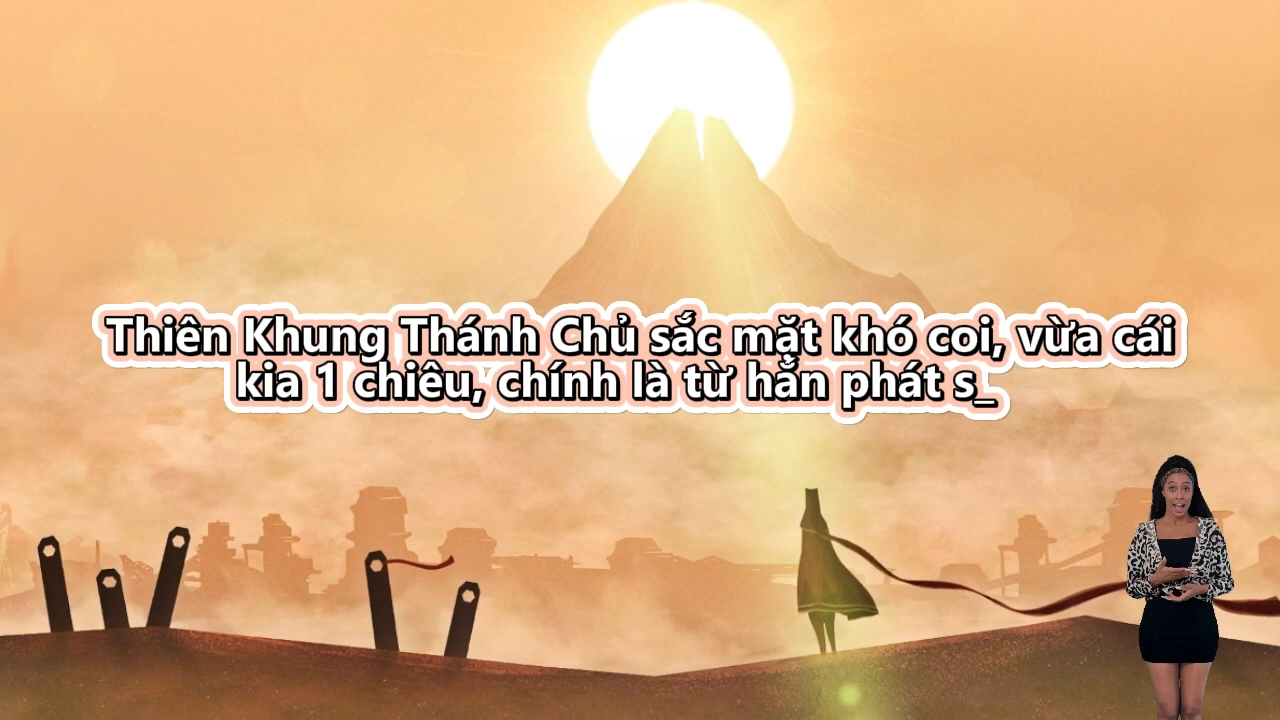 Thiên Khung Thánh Chủ sắc mặt khó coi, vừa cái
kia 1 chiêu, chính là từ hắn phát s_